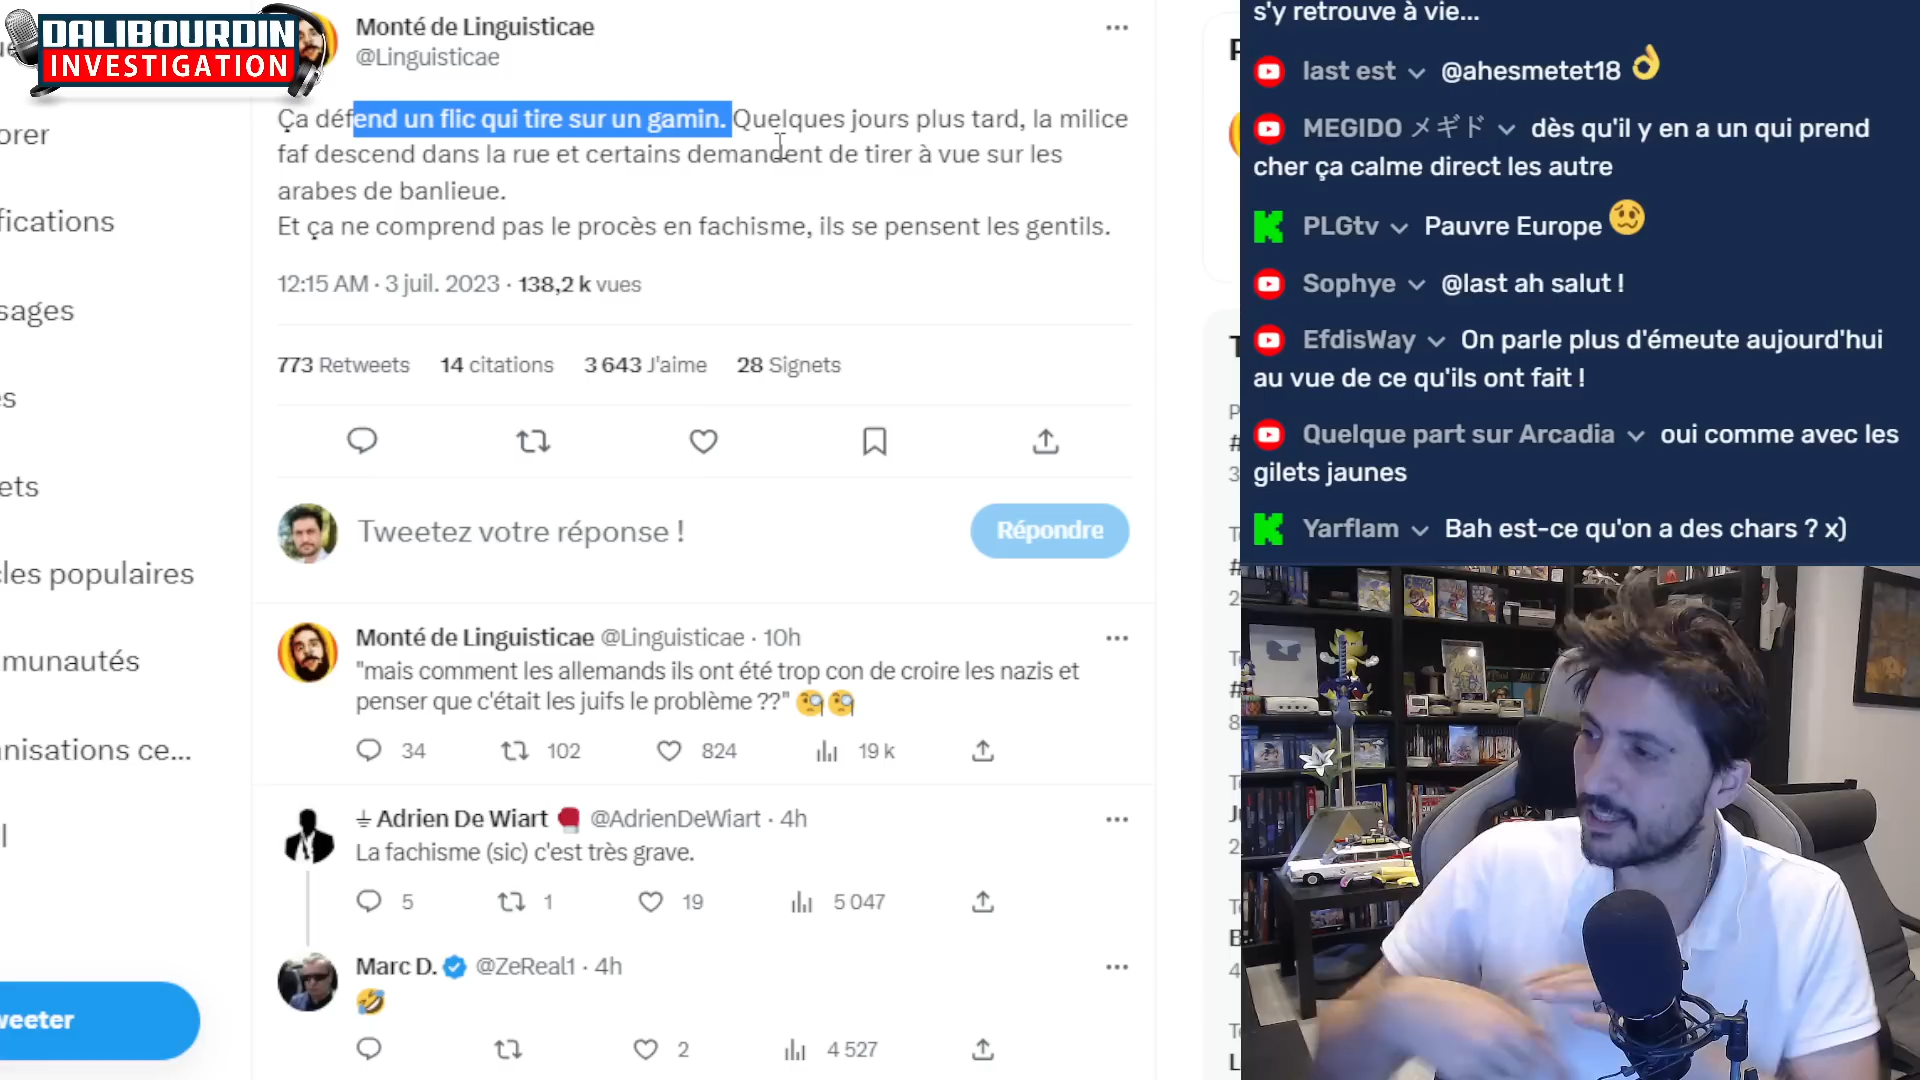 DALIBOURDIN
INVESTIGATION
orer
fications
sages
s
ets
cles populaires
munautés
nisations ce...
l
weeter
Monté de Linguisticae
@Linguisticae
Ça défend un flic qui tire sur un gamin. Quelques jours plus tard, la milice
faf descend dans la rue et certains demandent de tirer à vue sur les
arabes de banlieue.
Et ça ne comprend pas le procès en fachisme, ils se pensent les gentils.
12:15 AM · 3 juil. 2023 · 138,2 k vues
773 Retweets 14 citations 3 643 J'aime 28 Signets
Tweetez votre réponse !
Répondre
Monté de Linguisticae @Linguisticae · 10h
"mais comment les allemands ils ont été trop con de croire les nazis et
penser que c'était les juifs le problème ??" 🧐🧐
34 102 824 19 k
⏚ Adrien De Wiart 🥊 @AdrienDeWiart · 4h
La fachisme (sic) c'est très grave.
5 1 19 5 047
Marc D. @ZeReal1 · 4h
🤣
2 4 527
s'y retrouve à vie...
last est @ahesmetet18 👌
MEGIDO メギド dès qu'il y en a un qui prend
cher ça calme direct les autre
PLGtv Pauvre Europe 🥴
Sophye @last ah salut !
EfdisWay On parle plus d'émeute aujourd'hui
au vue de ce qu'ils ont fait !
Quelque part sur Arcadia oui comme avec les
gilets jaunes
Yarflam Bah est-ce qu'on a des chars ? x)